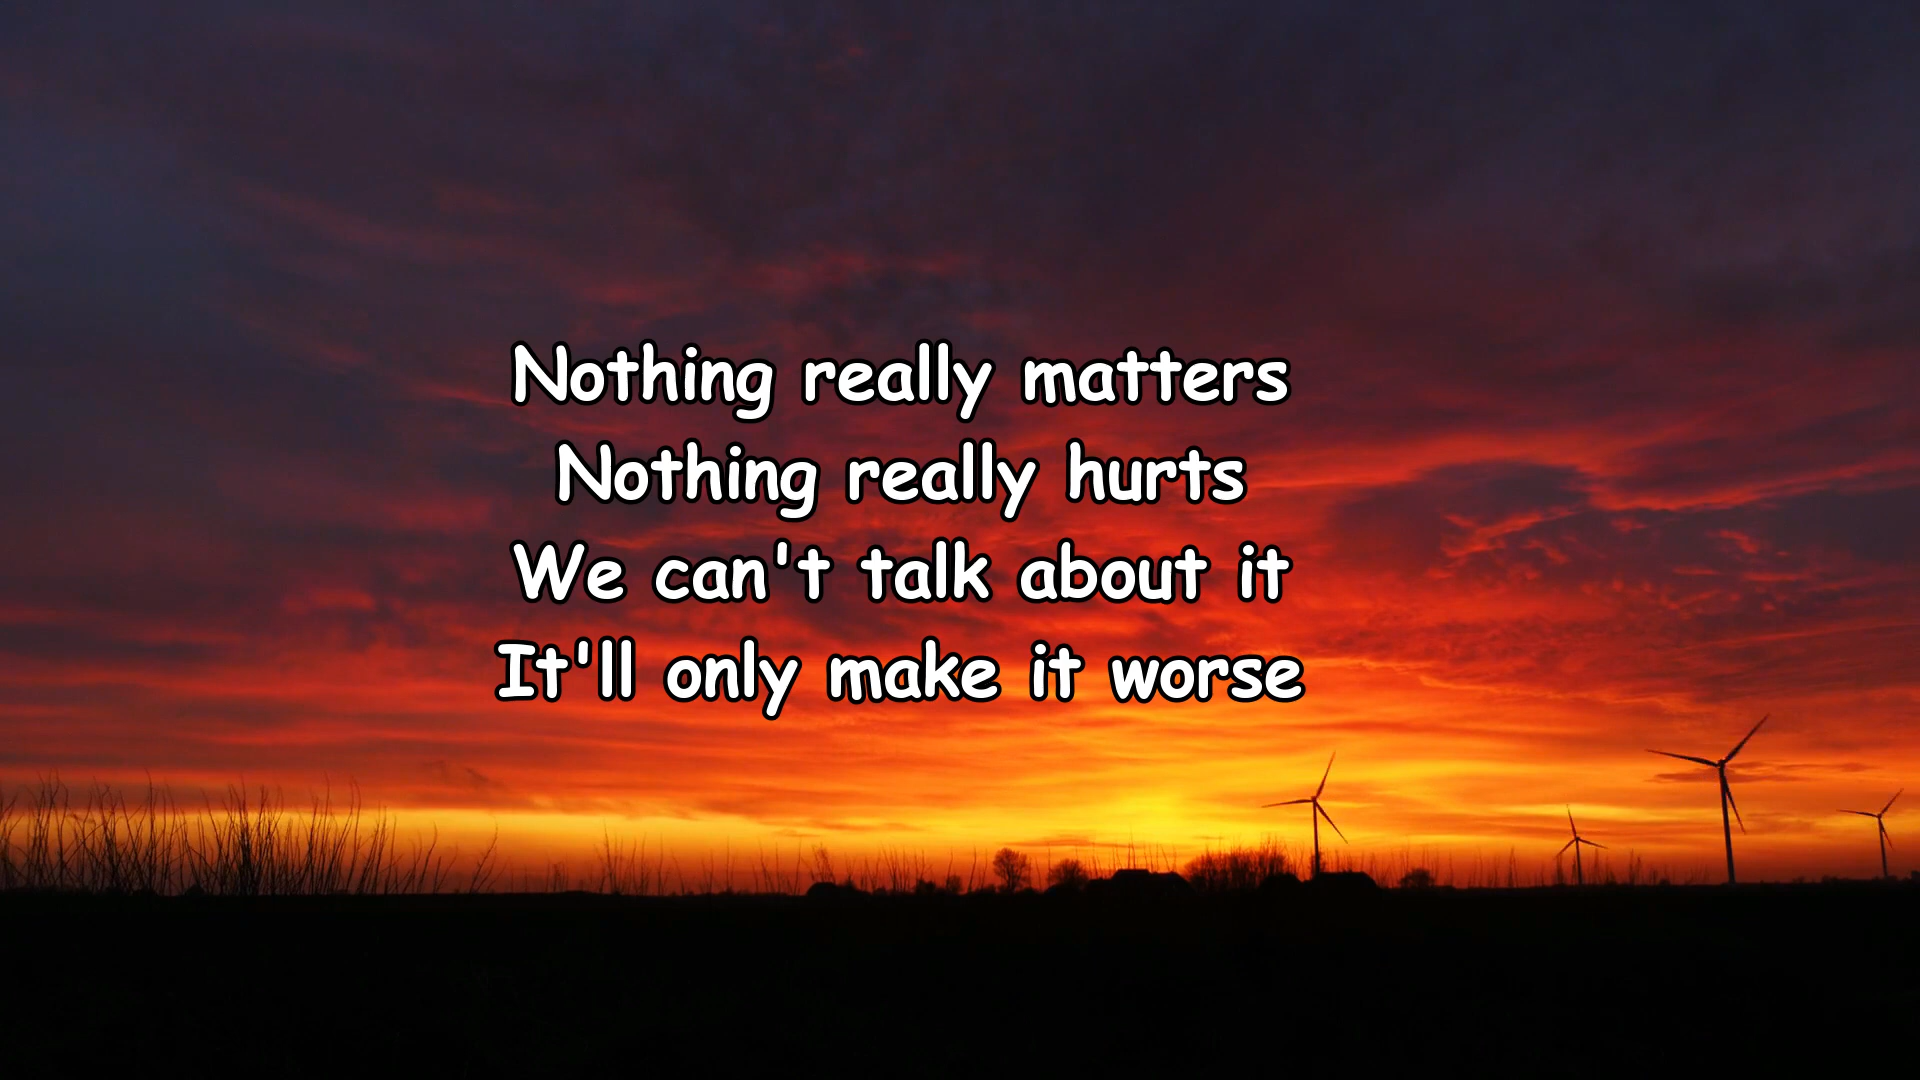 Nothing really matters
Nothing really hurts
We can't talk about it
It'll only make it worse